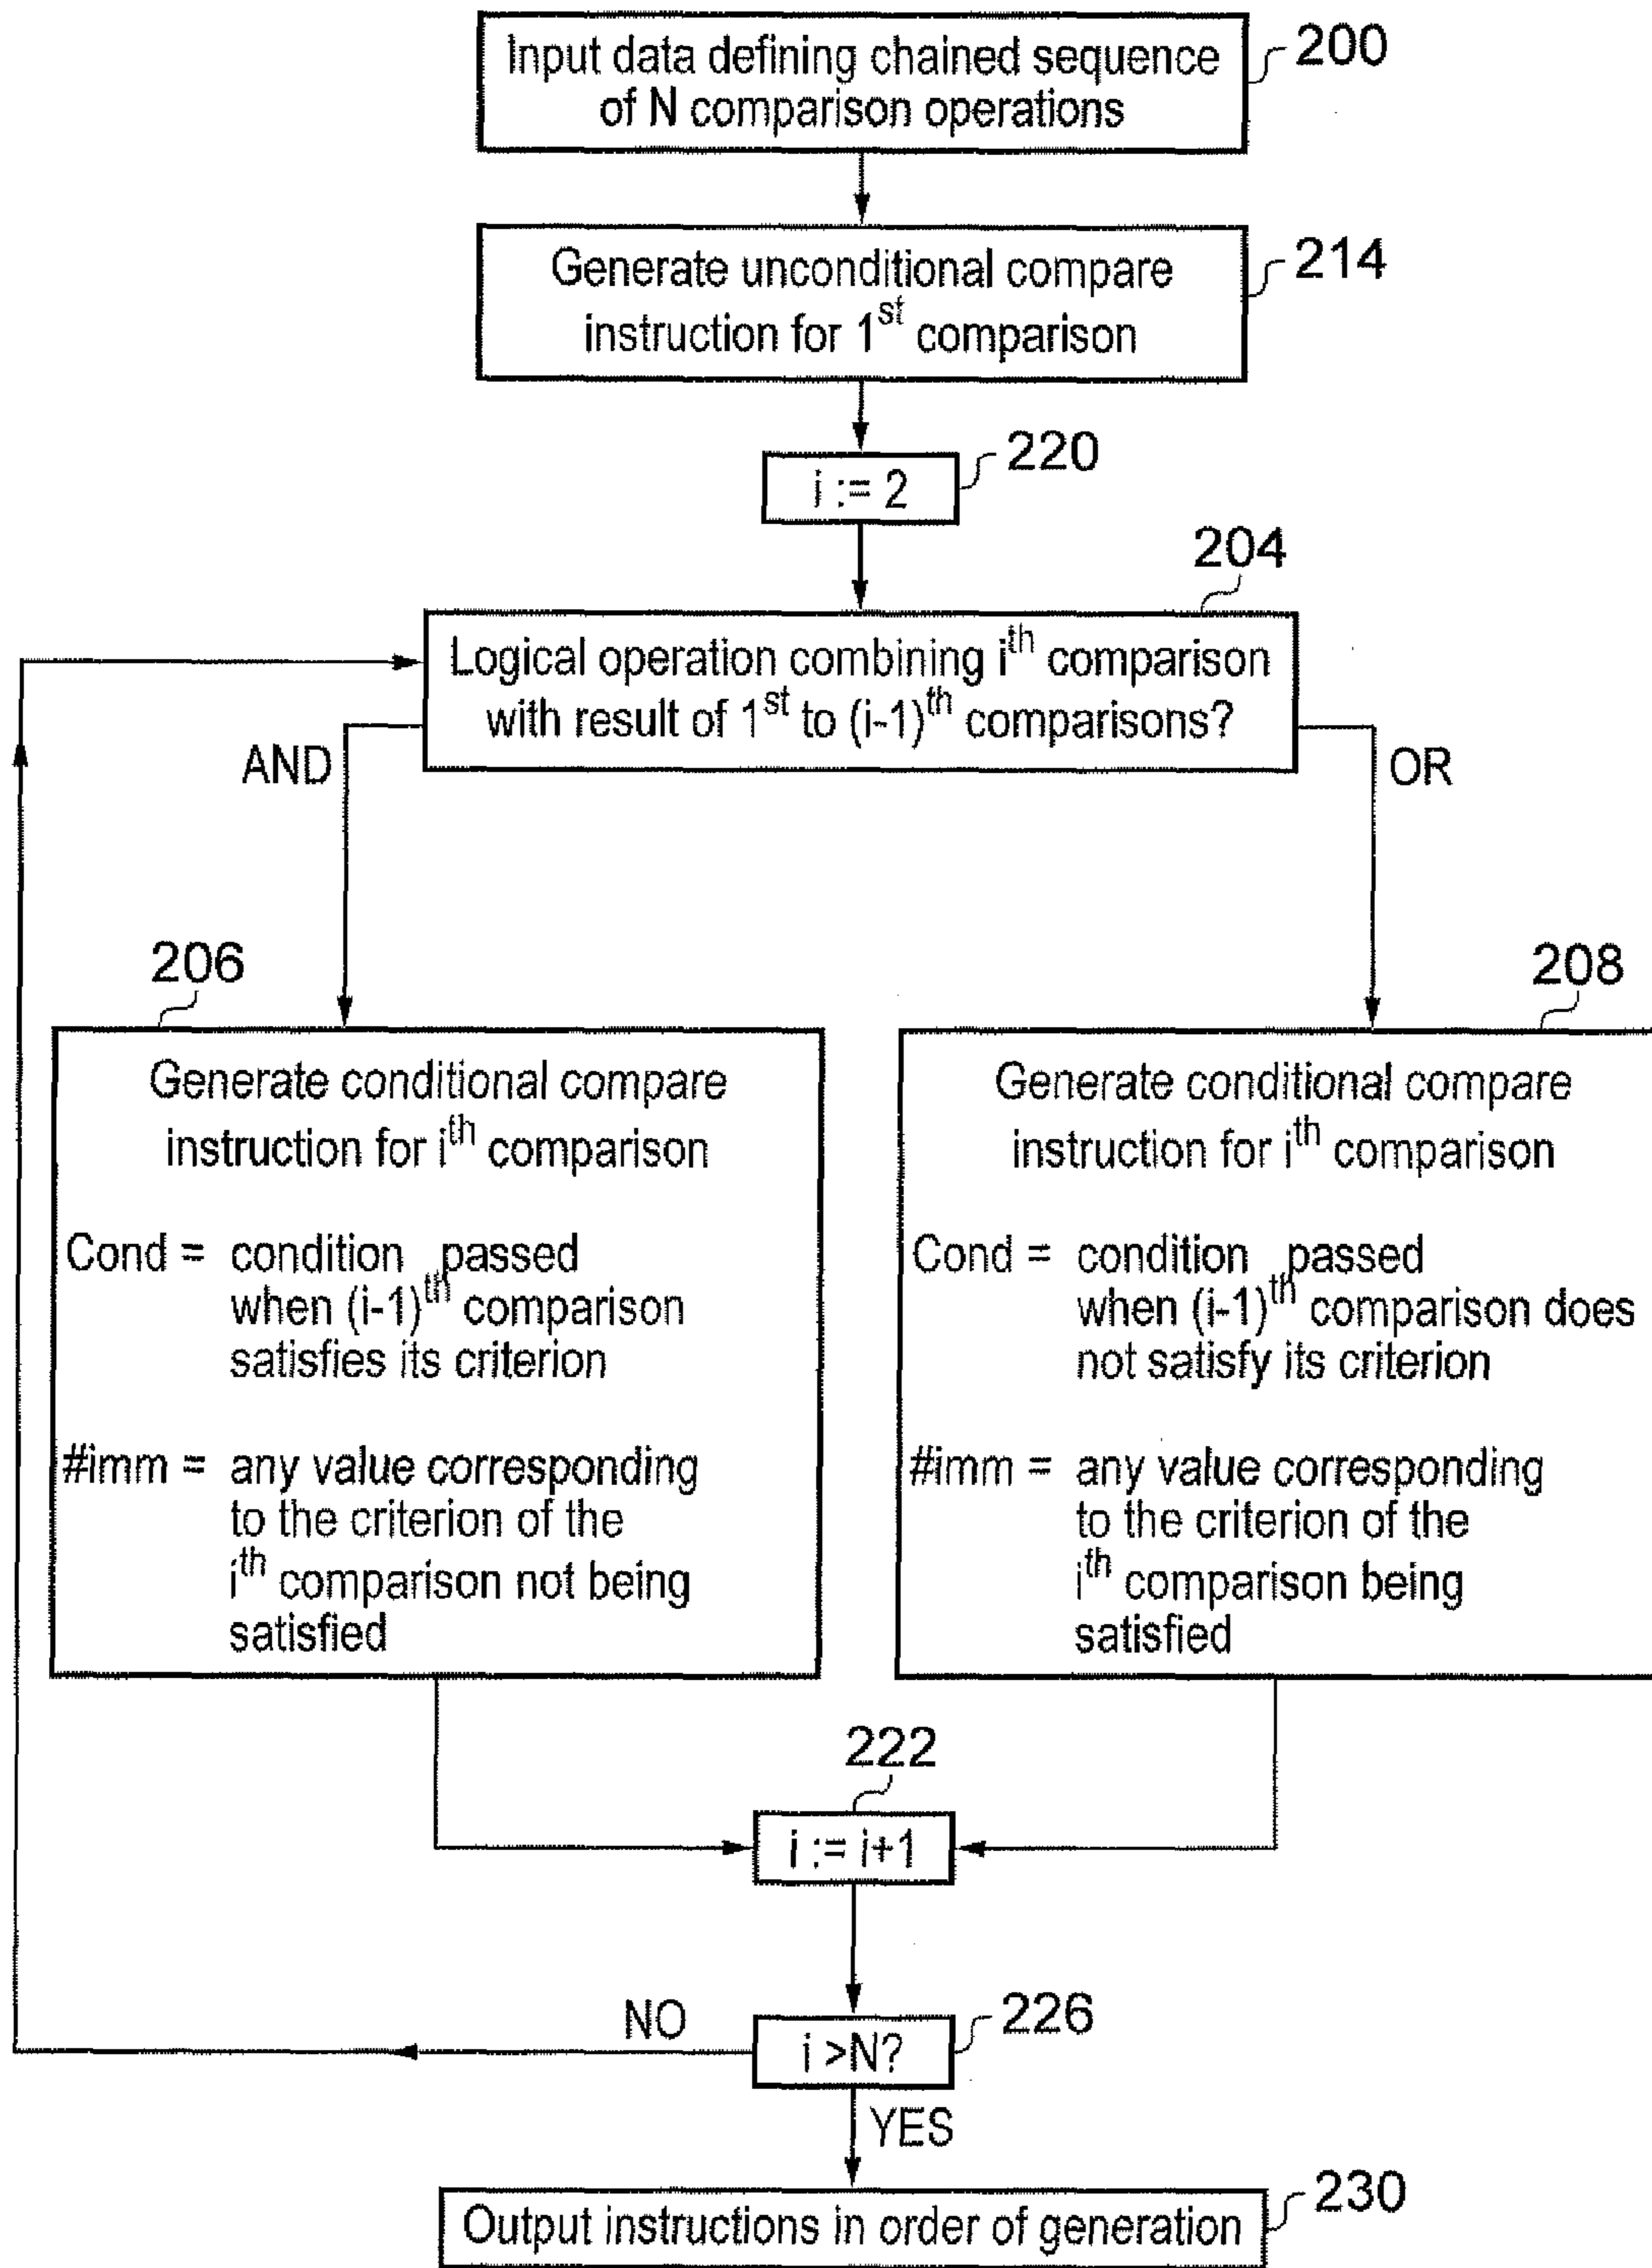 Input data defining chained sequence
of N comparison operations
200
Generate unconditional compare
instruction for 1st comparison
214
i := 2
220
204
Logical operation combining ith comparison
with result of 1st to (i-1)th comparisons?
AND
OR
206
Generate conditional compare
instruction for ith comparison
Cond = condition passed
when (i-1)th comparison
satisfies its criterion
#imm = any value corresponding
to the criterion of the
ith comparison not being
satisfied
208
Generate conditional compare
instruction for ith comparison
Cond = condition passed
when (i-1)th comparison does
not satisfy its criterion
#imm = any value corresponding
to the criterion of the
ith comparison being
satisfied
222
i := i+1
226
i >N?
NO
YES
Output instructions in order of generation
230